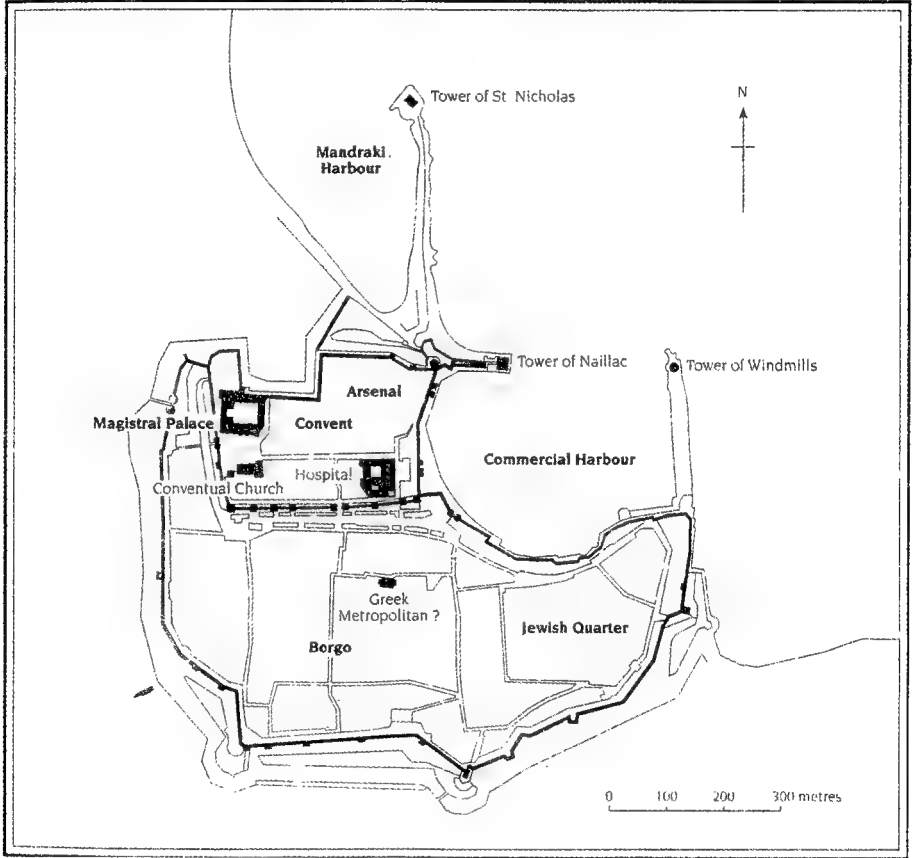 Tower of St Nicholas
N
Mandraki
Harbour
Tower of Naillac
Tower of Windmills
Arsenal
Magistral Palace
Convent
Commercial Harbour
Hospital
Conventual Church
Greek
Metropolitan ?
Jewish Quarter
Borgo
0 100 200 300 metres